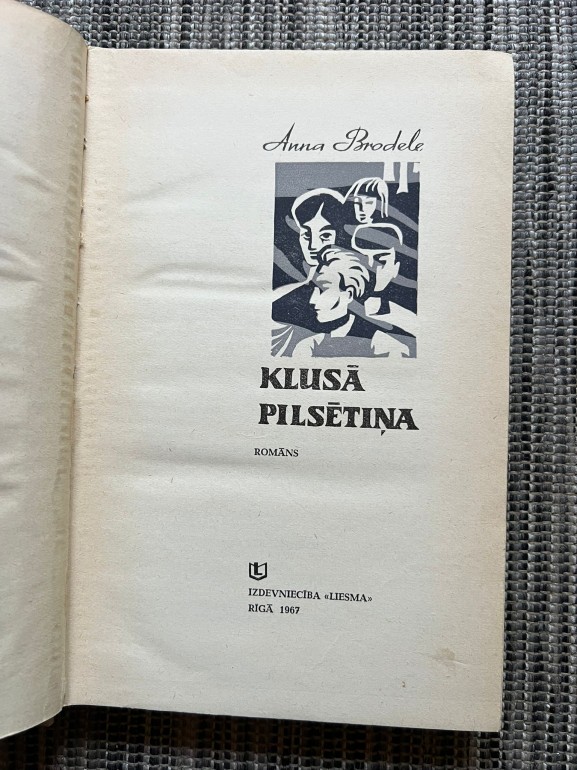 Anna Brodele
KLUSĀ
PILSĒTIŅA
ROMĀNS
L
IZDEVNIECĪBA «LIESMA»
RĪGĀ 1967